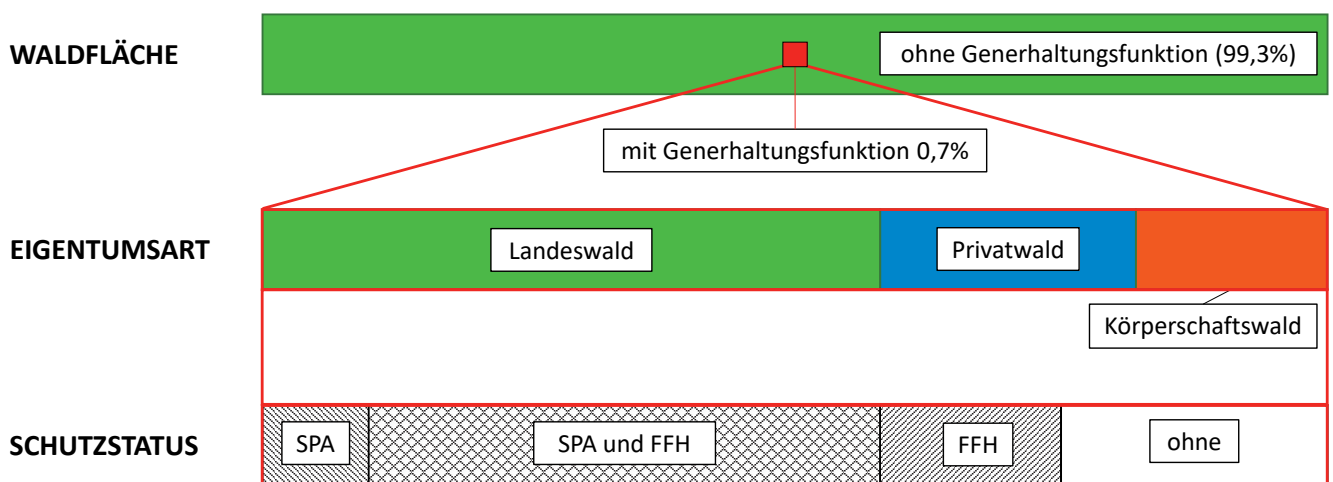 WALDFLÄCHE
ohne Generhaltungsfunktion (99,3%)
mit Generhaltungsfunktion 0,7%
EIGENTUMSART
Landeswald
Privatwald
Körperschaftswald
SCHUTZSTATUS
SPA
SPA und FFH
FFH
ohne